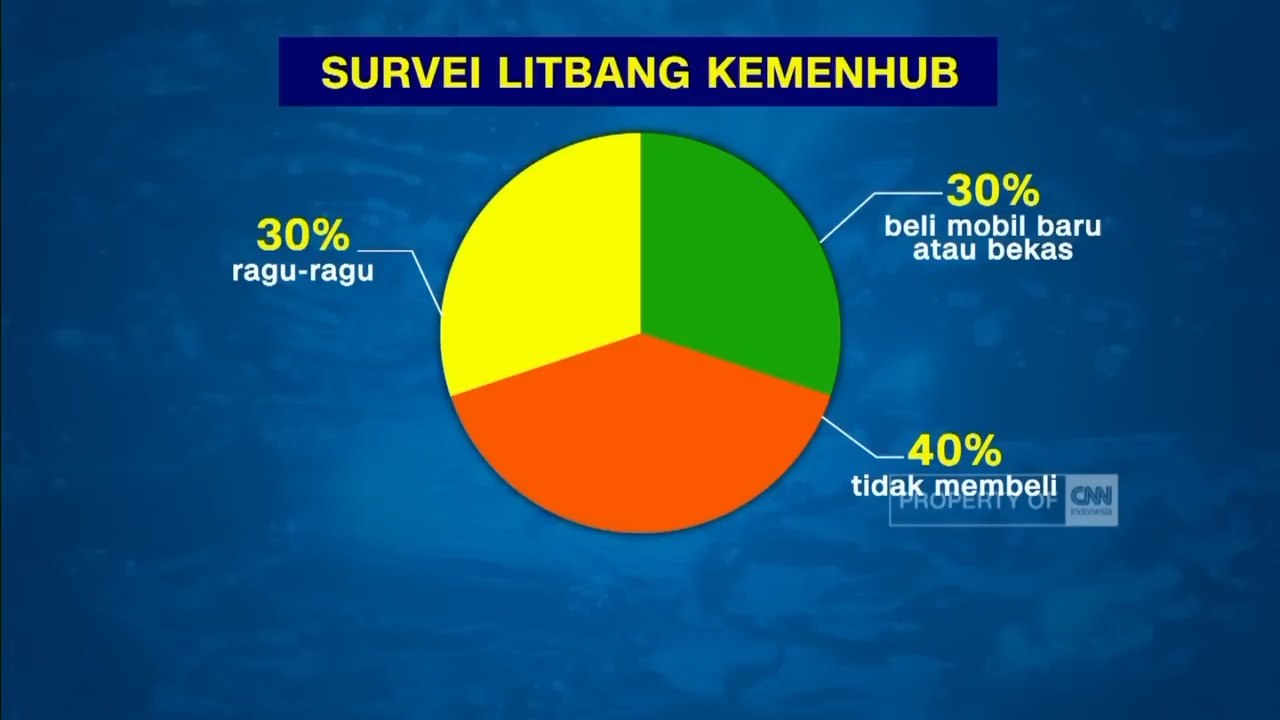 SURVEI LITBANG KEMENHUB
30%
beli mobil baru
atau bekas
30%
ragu-ragu
40%
tidak membeli
PROPERTY OF CNN
Indonesia